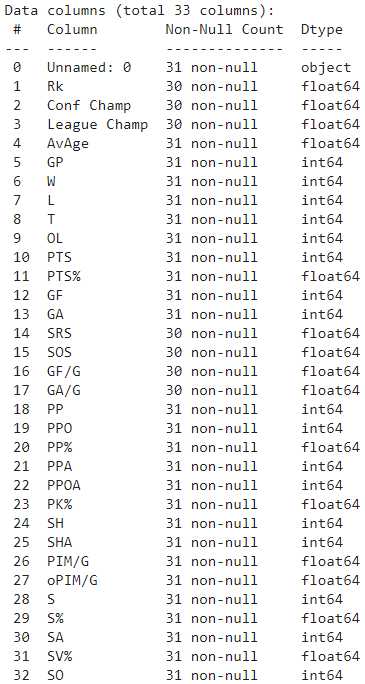 Data columns (total 33 columns):
 #   Column        Non-Null Count  Dtype
---  ------        --------------  -----
 0   Unnamed: 0    31 non-null     object
 1   Rk            30 non-null     float64
 2   Conf Champ    30 non-null     float64
 3   League Champ  30 non-null     float64
 4   AvAge         31 non-null     float64
 5   GP            31 non-null     int64
 6   W             31 non-null     int64
 7   L             31 non-null     int64
 8   T             31 non-null     int64
 9   OL            31 non-null     int64
 10  PTS           31 non-null     int64
 11  PTS%          31 non-null     float64
 12  GF            31 non-null     int64
 13  GA            31 non-null     int64
 14  SRS           30 non-null     float64
 15  SOS           30 non-null     float64
 16  GF/G          30 non-null     float64
 17  GA/G          30 non-null     float64
 18  PP            31 non-null     int64
 19  PPO           31 non-null     int64
 20  PP%           31 non-null     float64
 21  PPA           31 non-null     int64
 22  PPOA          31 non-null     int64
 23  PK%           31 non-null     float64
 24  SH            31 non-null     int64
 25  SHA           31 non-null     int64
 26  PIM/G         31 non-null     float64
 27  oPIM/G        31 non-null     float64
 28  S             31 non-null     int64
 29  S%            31 non-null     float64
 30  SA            31 non-null     int64
 31  SV%           31 non-null     float64
 32  SO            31 non-null     int64